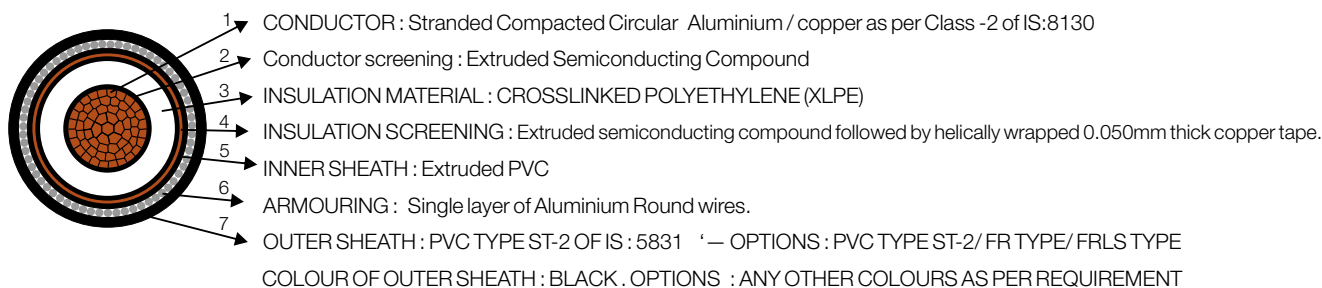 1 CONDUCTOR : Stranded Compacted Circular Aluminium / copper as per Class -2 of IS:8130
2 Conductor screening : Extruded Semiconducting Compound
3 INSULATION MATERIAL : CROSSLINKED POLYETHYLENE (XLPE)
4 INSULATION SCREENING : Extruded semiconducting compound followed by helically wrapped 0.050mm thick copper tape.
5 INNER SHEATH : Extruded PVC
6 ARMOURING : Single layer of Aluminium Round wires.
7 OUTER SHEATH : PVC TYPE ST-2 OF IS : 5831 ‘— OPTIONS : PVC TYPE ST-2/ FR TYPE/ FRLS TYPE
COLOUR OF OUTER SHEATH : BLACK . OPTIONS : ANY OTHER COLOURS AS PER REQUIREMENT